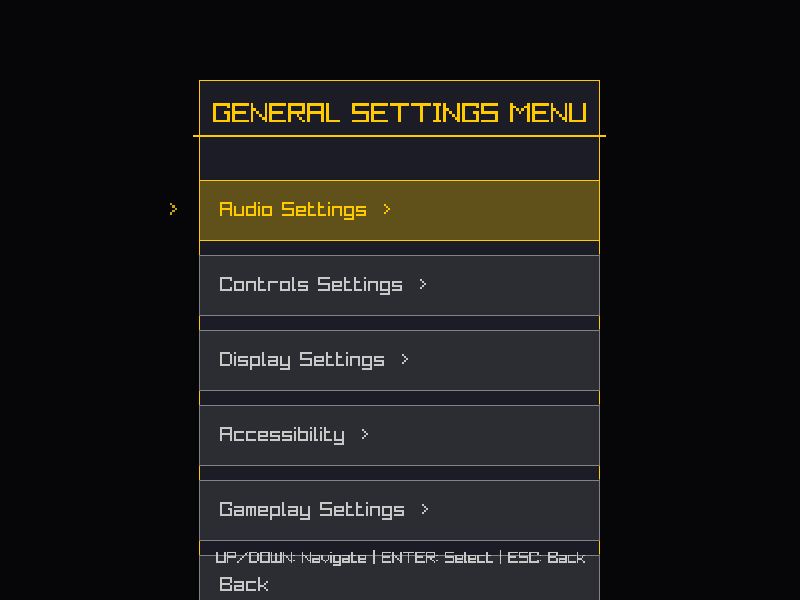 GENERAL SETTINGS MENU
> Audio Settings >
Controls Settings >
Display Settings >
Accessibility >
Gameplay Settings >
UP/DOWN: Navigate | ENTER: Select | ESC: Back
Back